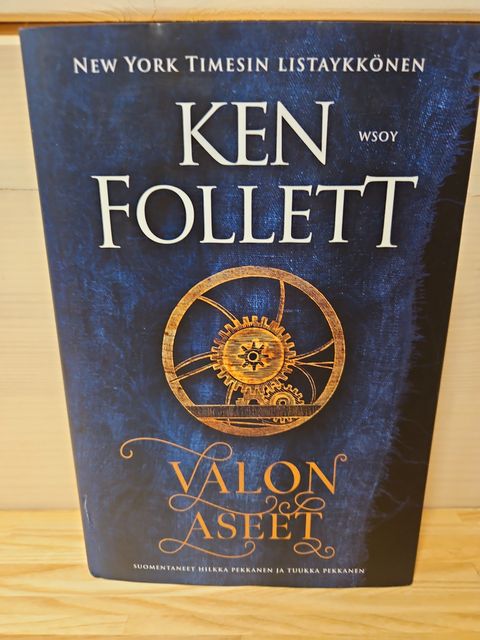 NEW YORK TIMESIN LISTAYKKÖNEN
KEN
WSOY
FOLLETT
VALON
ASEET
SUOMENTANEET HILKKA PEKKANEN JA TUUKKA PEKKANEN